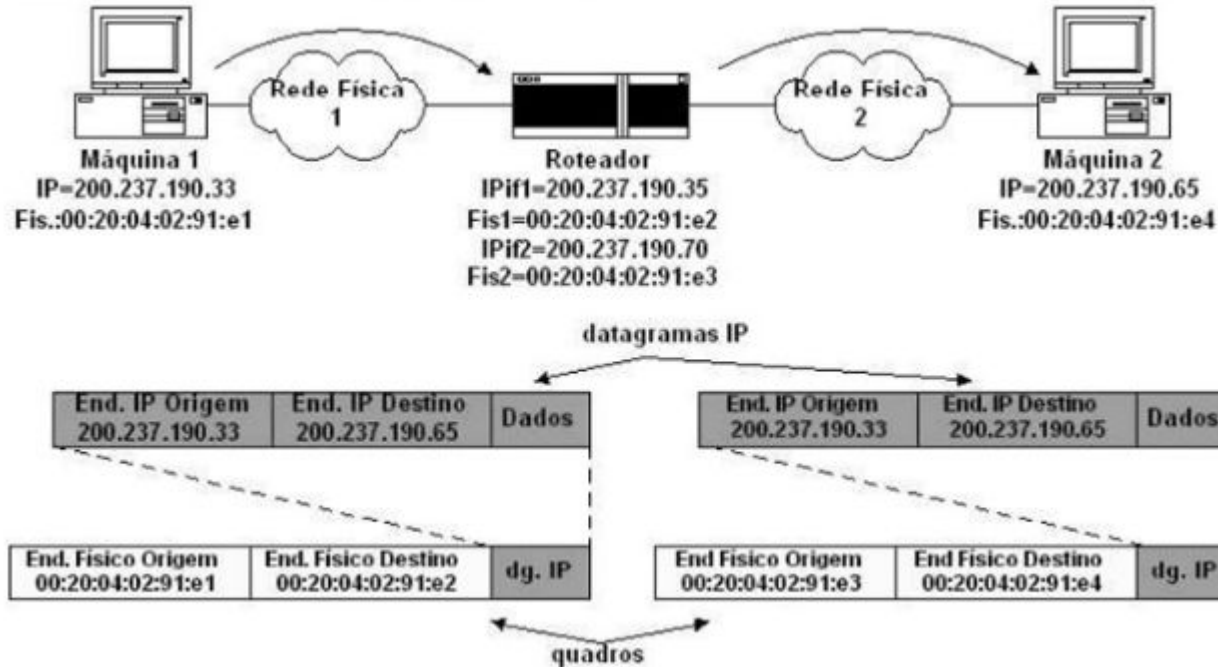 Rede Física
1
Rede Física
2
Máquina 1
IP=200.237.190.33
Fis.:00:20:04:02:91:e1
Roteador
IPif1=200.237.190.35
Fis1=00:20:04:02:91:e2
IPif2=200.237.190.70
Fis2=00:20:04:02:91:e3
Máquina 2
IP=200.237.190.65
Fis.:00:20:04:02:91:e4
datagramas IP
End. IP Origem
200.237.190.33
End. IP Destino
200.237.190.65
Dados
End. IP Origem
200.237.190.33
End. IP Destino
200.237.190.65
Dados
End. Físico Origem
00:20:04:02:91:e1
End. Físico Destino
00:20:04:02:91:e2
dg. IP
End Físico Origem
00:20:04:02:91:e3
End. Físico Destino
00:20:04:02:91:e4
dg. IP
quadros